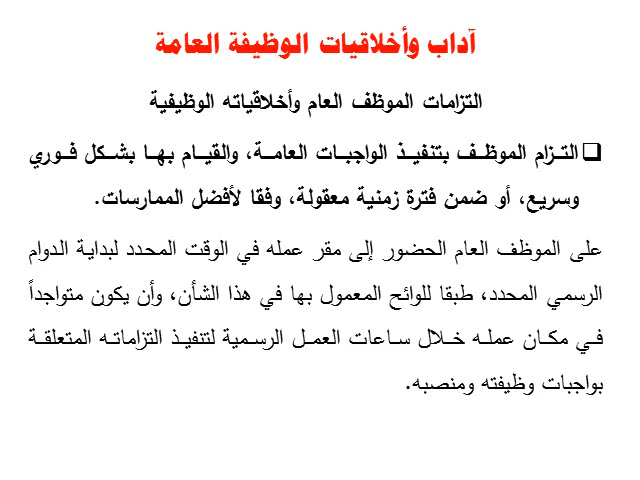 آداب وأخلاقيات الوظيفة العامة
التزامات الموظف العام وأخلاقياته الوظيفية
❑ التزام الموظف بتنفيذ الواجبات العامة، والقيام بها بشكل فوري
وسريع، أو ضمن فترة زمنية معقولة، وفقا لأفضل الممارسات.
على الموظف العام الحضور إلى مقر عمله في الوقت المحدد لبداية الدوام
الرسمي المحدد، طبقا للوائح المعمول بها في هذا الشأن، وأن يكون متواجداً
في مكان عمله خلال ساعات العمل الرسمية لتنفيذ التزاماته المتعلقة
بواجبات وظيفته ومنصبه.